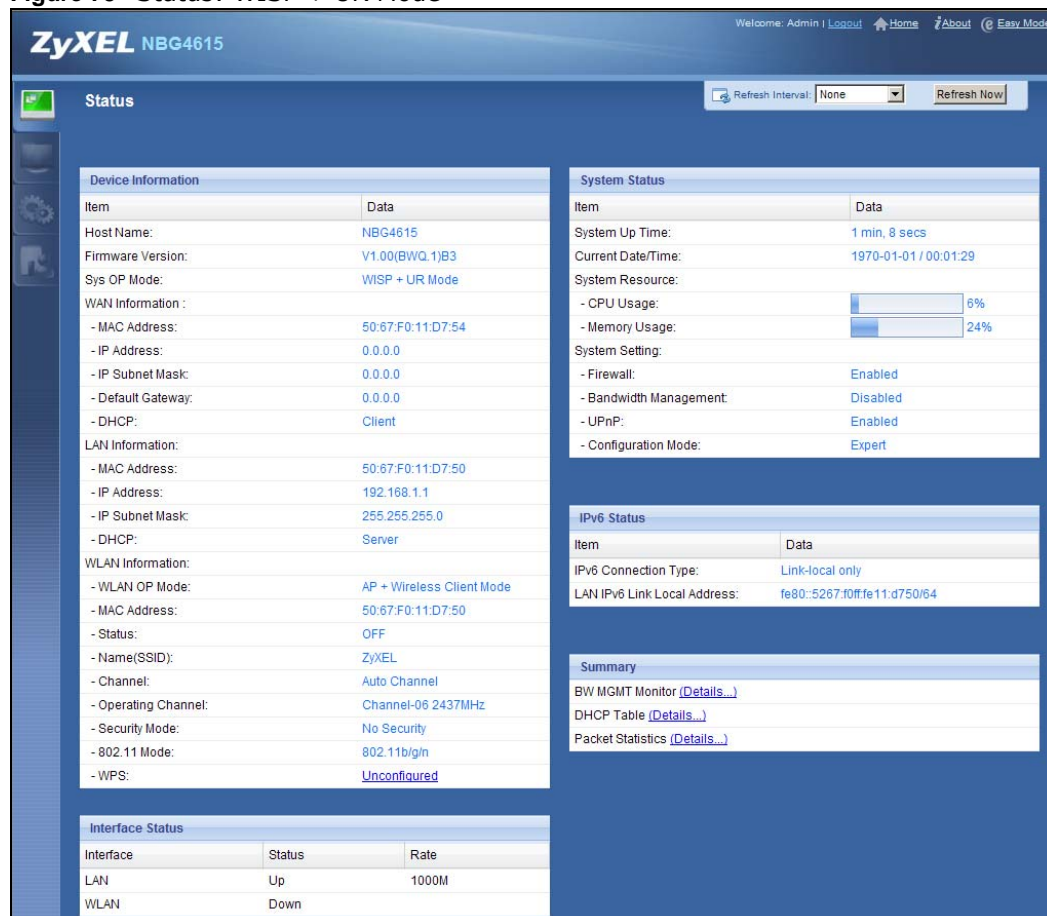 ZyXEL NBG4615
Welcome: Admin | Logout Home About Easy Mode
Status
Refresh Interval: None Refresh Now
Device Information
Item Data
Host Name: NBG4615
Firmware Version: V1.00(BWQ.1)B3
Sys OP Mode: WISP + UR Mode
WAN Information :
- MAC Address: 50:67:F0:11:D7:54
- IP Address: 0.0.0.0
- IP Subnet Mask: 0.0.0.0
- Default Gateway: 0.0.0.0
- DHCP: Client
LAN Information:
- MAC Address: 50:67:F0:11:D7:50
- IP Address: 192.168.1.1
- IP Subnet Mask: 255.255.255.0
- DHCP: Server
WLAN Information:
- WLAN OP Mode: AP + Wireless Client Mode
- MAC Address: 50:67:F0:11:D7:50
- Status: OFF
- Name(SSID): ZyXEL
- Channel: Auto Channel
- Operating Channel: Channel-06 2437MHz
- Security Mode: No Security
- 802.11 Mode: 802.11b/g/n
- WPS: Unconfigured
Interface Status
Interface Status Rate
LAN Up 1000M
WLAN Down
System Status
Item Data
System Up Time: 1 min, 8 secs
Current Date/Time: 1970-01-01 / 00:01:29
System Resource:
- CPU Usage: 6%
- Memory Usage: 24%
System Setting:
- Firewall: Enabled
- Bandwidth Management: Disabled
- UPnP: Enabled
- Configuration Mode: Expert
IPv6 Status
Item Data
IPv6 Connection Type: Link-local only
LAN IPv6 Link Local Address: fe80::5267:f0ff:fe11:d750/64
Summary
BW MGMT Monitor (Details...)
DHCP Table (Details...)
Packet Statistics (Details...)